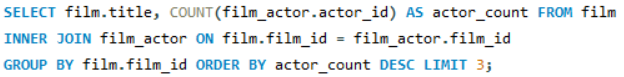 SELECT film.title, COUNT(film_actor.actor_id) AS actor_count FROM film
INNER JOIN film_actor ON film.film_id = film_actor.film_id
GROUP BY film.film_id ORDER BY actor_count DESC LIMIT 3;